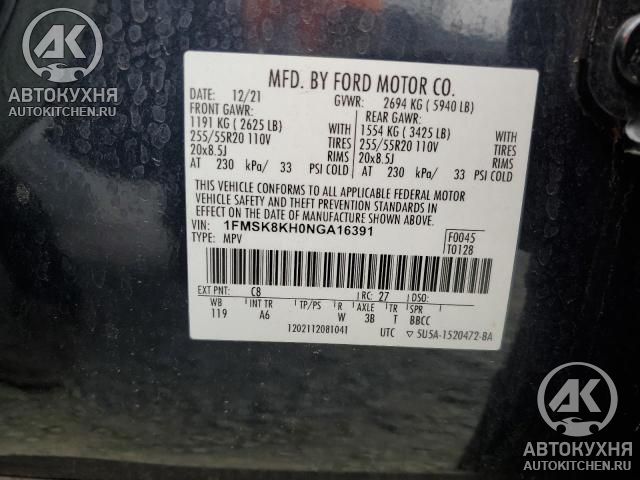 АК
АВТОКУХНЯ
AUTOKITCHEN.RU
MFD. BY FORD MOTOR CO.
DATE: 12/21 GVWR: 2694 KG ( 5940 LB)
FRONT GAWR: REAR GAWR:
1191 KG ( 2625 LB) WITH 1554 KG ( 3425 LB) WITH
255/55R20 110V TIRES 255/55R20 110V TIRES
20x8.5J RIMS 20x8.5J RIMS
AT 230 kPa/ 33 PSI COLD AT 230 kPa/ 33 PSI COLD
THIS VEHICLE CONFORMS TO ALL APPLICABLE FEDERAL MOTOR
VEHICLE SAFETY AND THEFT PREVENTION STANDARDS IN
EFFECT ON THE DATE OF MANUFACTURE SHOWN ABOVE.
VIN: 1FMSK8KH0NGA16391 F0045
TYPE: MPV T0128
EXT PNT: C8 RC: 27 DSO:
WB INT TR TP/PS R AXLE TR SPR
119 A6 W 3B T BBCC
1202112081041 UTC ▽ 5U5A-1520472-BA
АК
АВТОКУХНЯ
AUTOKITCHEN.RU